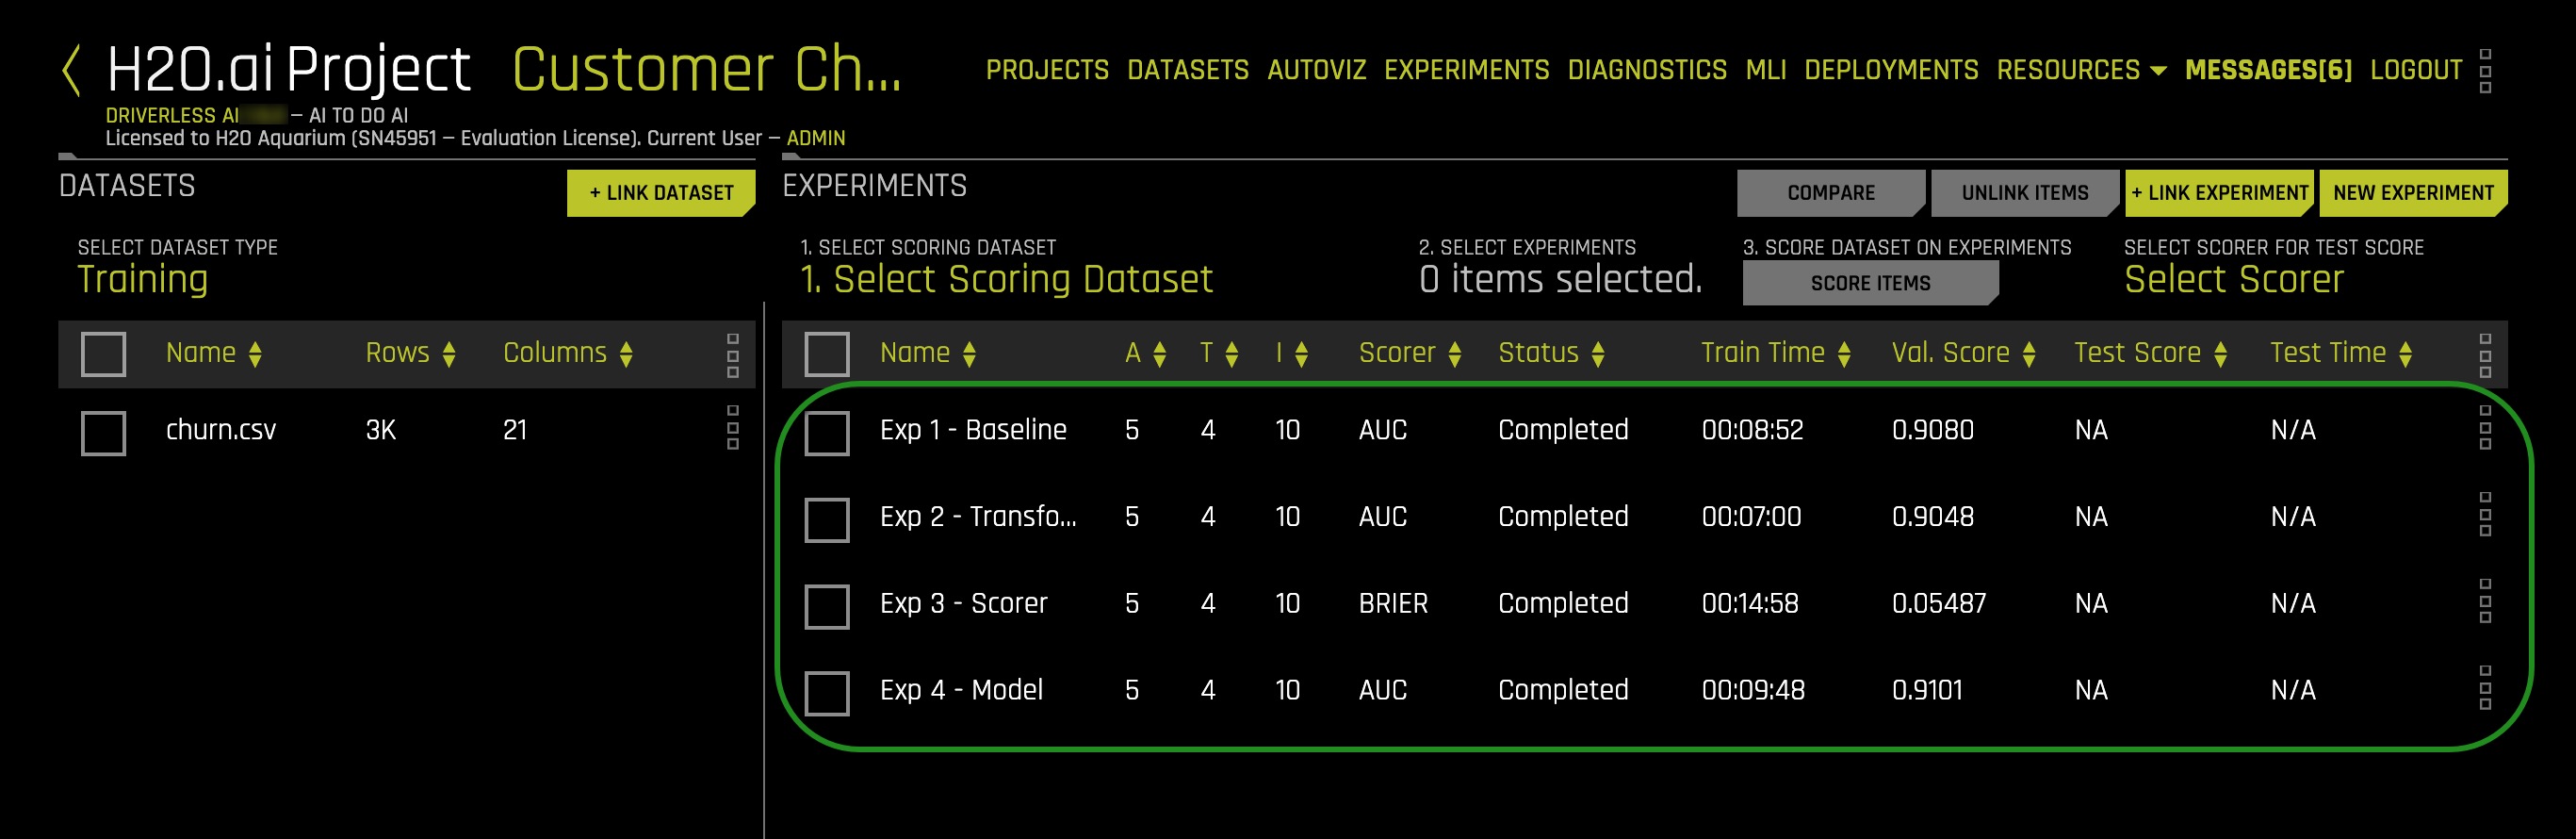 H2O.ai Project Customer Ch...
PROJECTS DATASETS AUTOVIZ EXPERIMENTS DIAGNOSTICS MLI DEPLOYMENTS RESOURCES MESSAGES[6] LOGOUT
DRIVERLESS AI — AI TO DO AI
Licensed to H2O Aquarium (SN45951 — Evaluation License). Current User — ADMIN
DATASETS
+ LINK DATASET
SELECT DATASET TYPE
Training
Name Rows Columns
churn.csv 3K 21
EXPERIMENTS
COMPARE UNLINK ITEMS + LINK EXPERIMENT NEW EXPERIMENT
1. SELECT SCORING DATASET 2. SELECT EXPERIMENTS 3. SCORE DATASET ON EXPERIMENTS SELECT SCORER FOR TEST SCORE
1. Select Scoring Dataset 0 items selected. SCORE ITEMS Select Scorer
Name A T I Scorer Status Train Time Val. Score Test Score Test Time
Exp 1 - Baseline 5 4 10 AUC Completed 00:08:52 0.9080 NA N/A
Exp 2 - Transfo... 5 4 10 AUC Completed 00:07:00 0.9048 NA N/A
Exp 3 - Scorer 5 4 10 BRIER Completed 00:14:58 0.05487 NA N/A
Exp 4 - Model 5 4 10 AUC Completed 00:09:48 0.9101 NA N/A